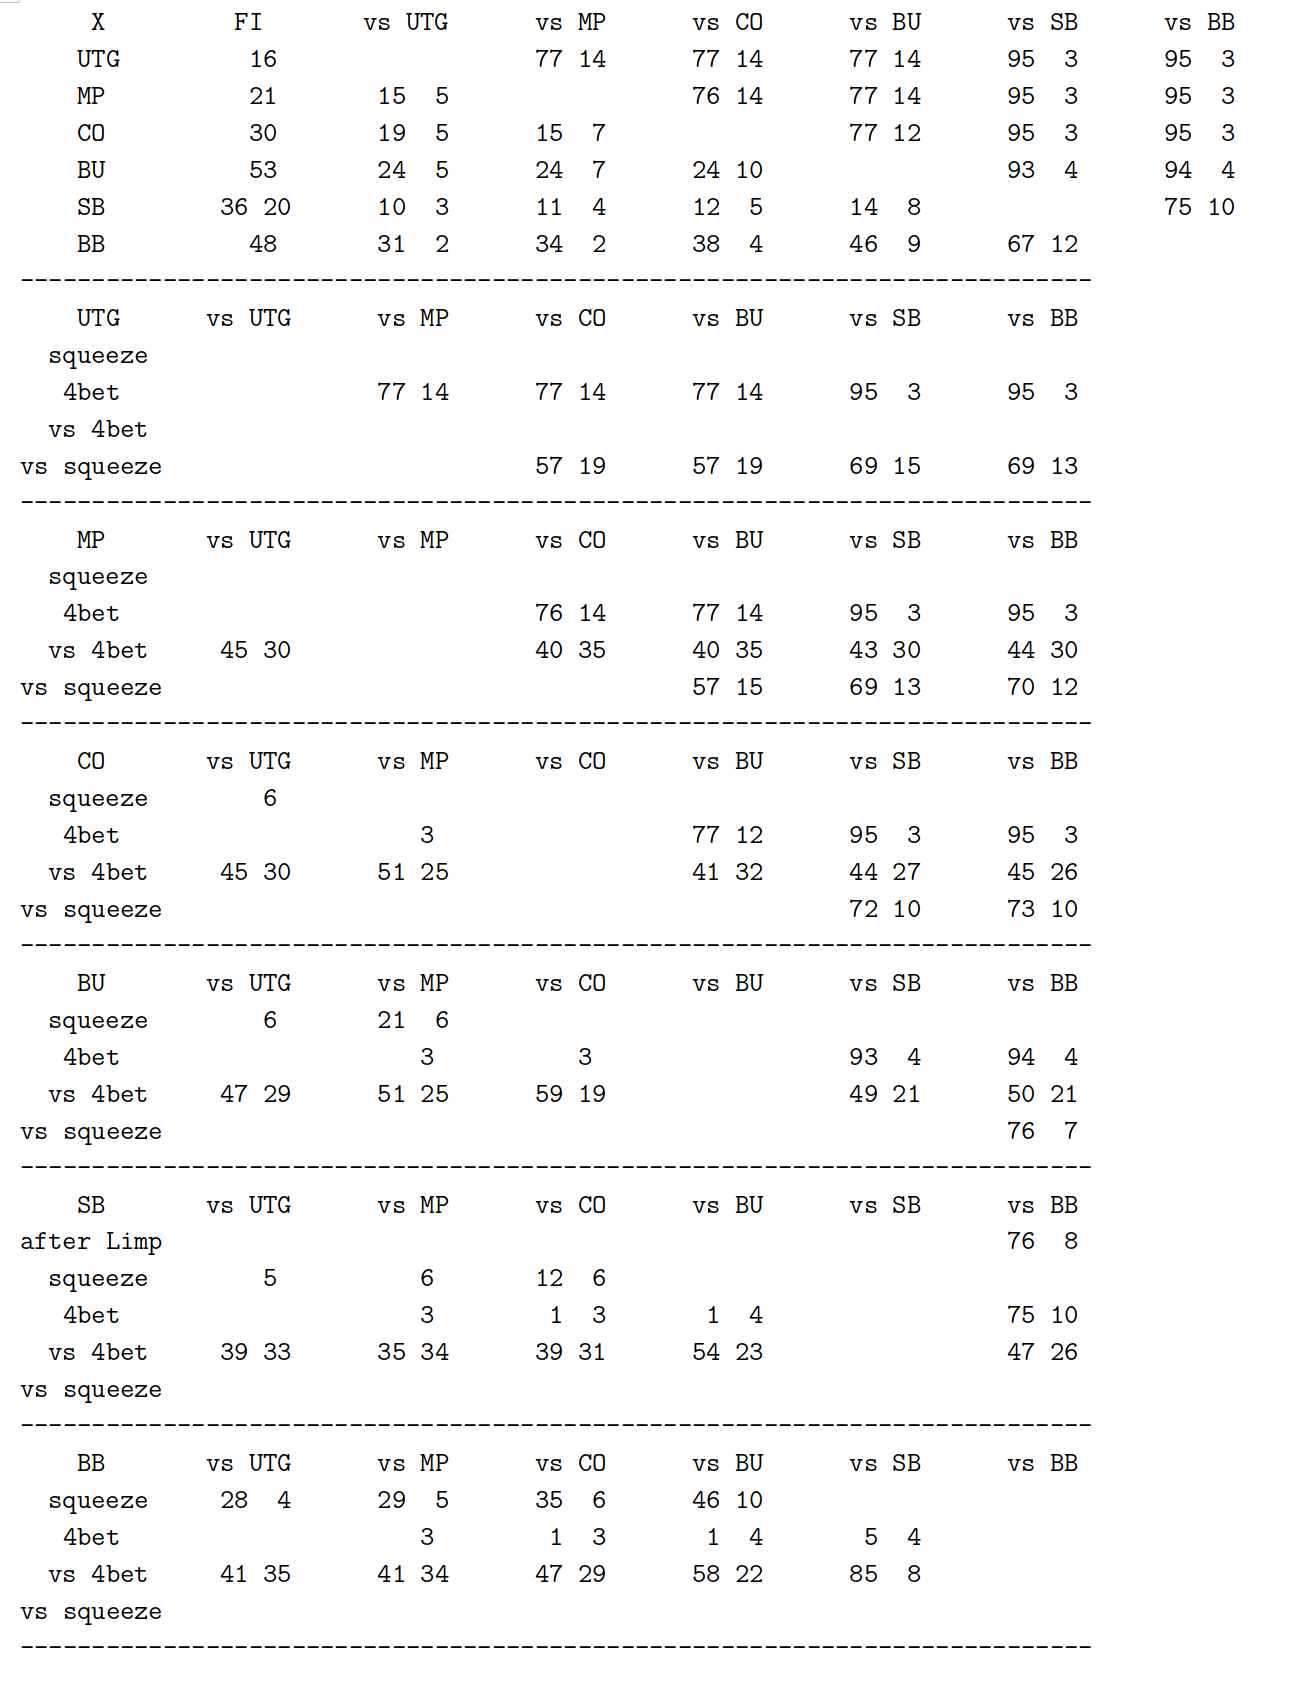 X FI vs UTG vs MP vs CO vs BU vs SB vs BB
UTG 16 77 14 77 14 77 14 95 3 95 3
MP 21 15 5 76 14 77 14 95 3 95 3
CO 30 19 5 15 7 77 12 95 3 95 3
BU 53 24 5 24 7 24 10 93 4 94 4
SB 36 20 10 3 11 4 12 5 14 8 75 10
BB 48 31 2 34 2 38 4 46 9 67 12
---------------------------------------------------------------------------
UTG vs UTG vs MP vs CO vs BU vs SB vs BB
squeeze
4bet 77 14 77 14 77 14 95 3 95 3
vs 4bet
vs squeeze 57 19 57 19 69 15 69 13
---------------------------------------------------------------------------
MP vs UTG vs MP vs CO vs BU vs SB vs BB
squeeze
4bet 76 14 77 14 95 3 95 3
vs 4bet 45 30 40 35 40 35 43 30 44 30
vs squeeze 57 15 69 13 70 12
---------------------------------------------------------------------------
CO vs UTG vs MP vs CO vs BU vs SB vs BB
squeeze 6
4bet 3 77 12 95 3 95 3
vs 4bet 45 30 51 25 41 32 44 27 45 26
vs squeeze 72 10 73 10
---------------------------------------------------------------------------
BU vs UTG vs MP vs CO vs BU vs SB vs BB
squeeze 6 21 6
4bet 3 3 93 4 94 4
vs 4bet 47 29 51 25 59 19 49 21 50 21
vs squeeze 76 7
---------------------------------------------------------------------------
SB vs UTG vs MP vs CO vs BU vs SB vs BB
after Limp 76 8
squeeze 5 6 12 6
4bet 3 1 3 1 4 75 10
vs 4bet 39 33 35 34 39 31 54 23 47 26
vs squeeze
---------------------------------------------------------------------------
BB vs UTG vs MP vs CO vs BU vs SB vs BB
squeeze 28 4 29 5 35 6 46 10
4bet 3 1 3 1 4 5 4
vs 4bet 41 35 41 34 47 29 58 22 85 8
vs squeeze
---------------------------------------------------------------------------